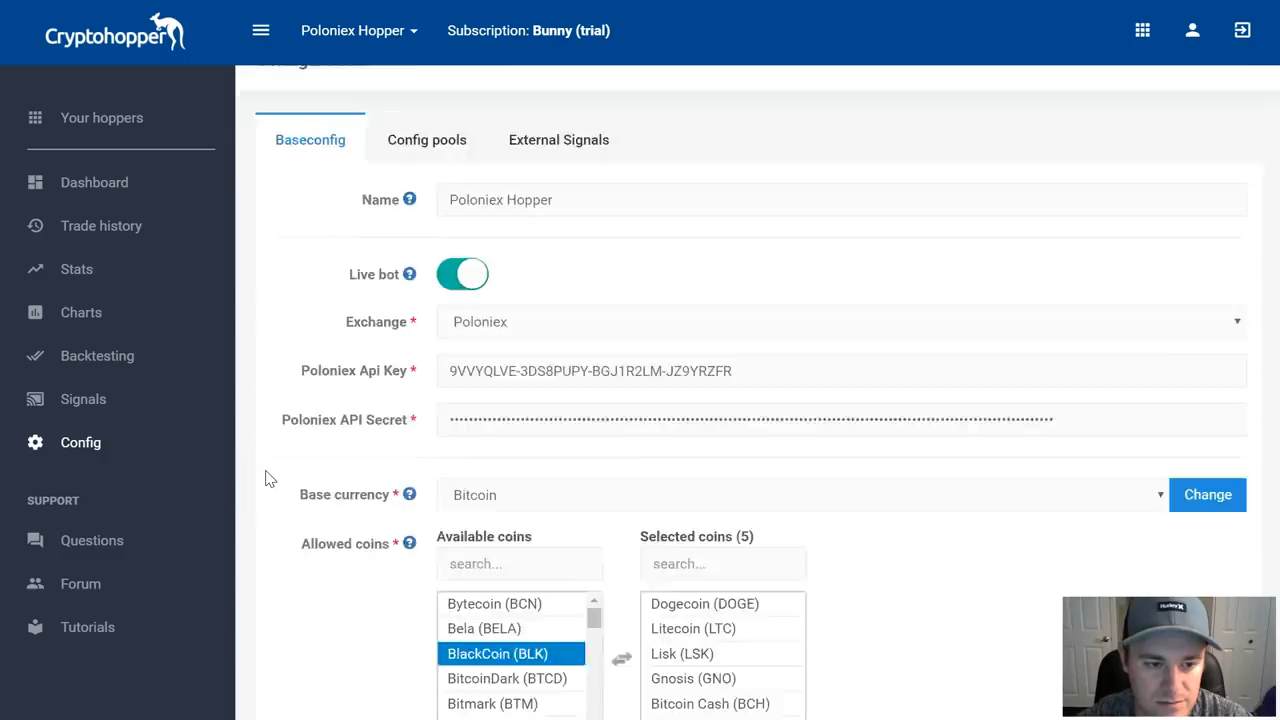 Cryptohopper
Poloniex Hopper
Subscription: Bunny (trial)
Your hoppers
Dashboard
Trade history
Stats
Charts
Backtesting
Signals
Config
SUPPORT
Questions
Forum
Tutorials
Baseconfig
Config pools
External Signals
Name
Poloniex Hopper
Live bot
Exchange *
Poloniex
Poloniex Api Key *
9VVYQLVE-3DS8PUPY-BGJ1R2LM-JZ9YRZFR
Poloniex API Secret *
Base currency *
Bitcoin
Change
Allowed coins *
Available coins
search...
Bytecoin (BCN)
Bela (BELA)
BlackCoin (BLK)
BitcoinDark (BTCD)
Bitmark (BTM)
Selected coins (5)
search...
Dogecoin (DOGE)
Litecoin (LTC)
Lisk (LSK)
Gnosis (GNO)
Bitcoin Cash (BCH)